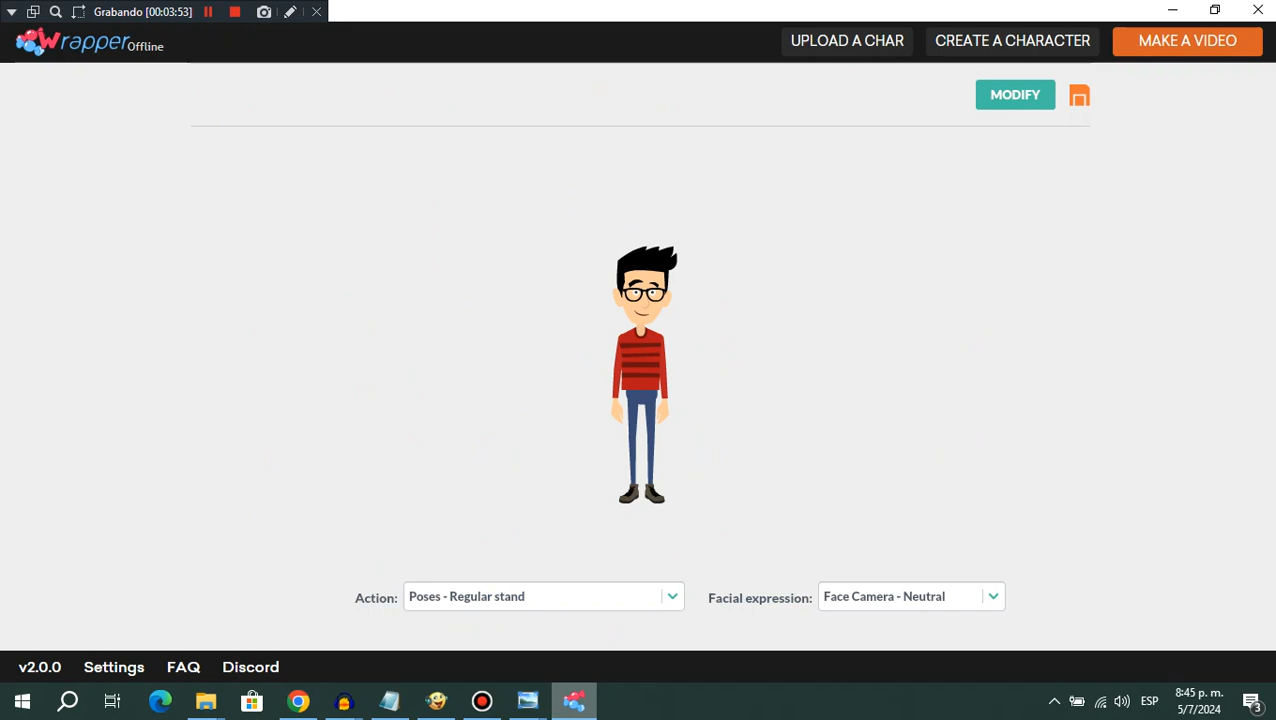 Grabando [00:03:53]
Wrapper Offline
UPLOAD A CHAR
CREATE A CHARACTER
MAKE A VIDEO
MODIFY
Action:
Poses - Regular stand
Facial expression:
Face Camera - Neutral
v2.0.0
Settings
FAQ
Discord
ESP
8:45 p. m.
5/7/2024
3